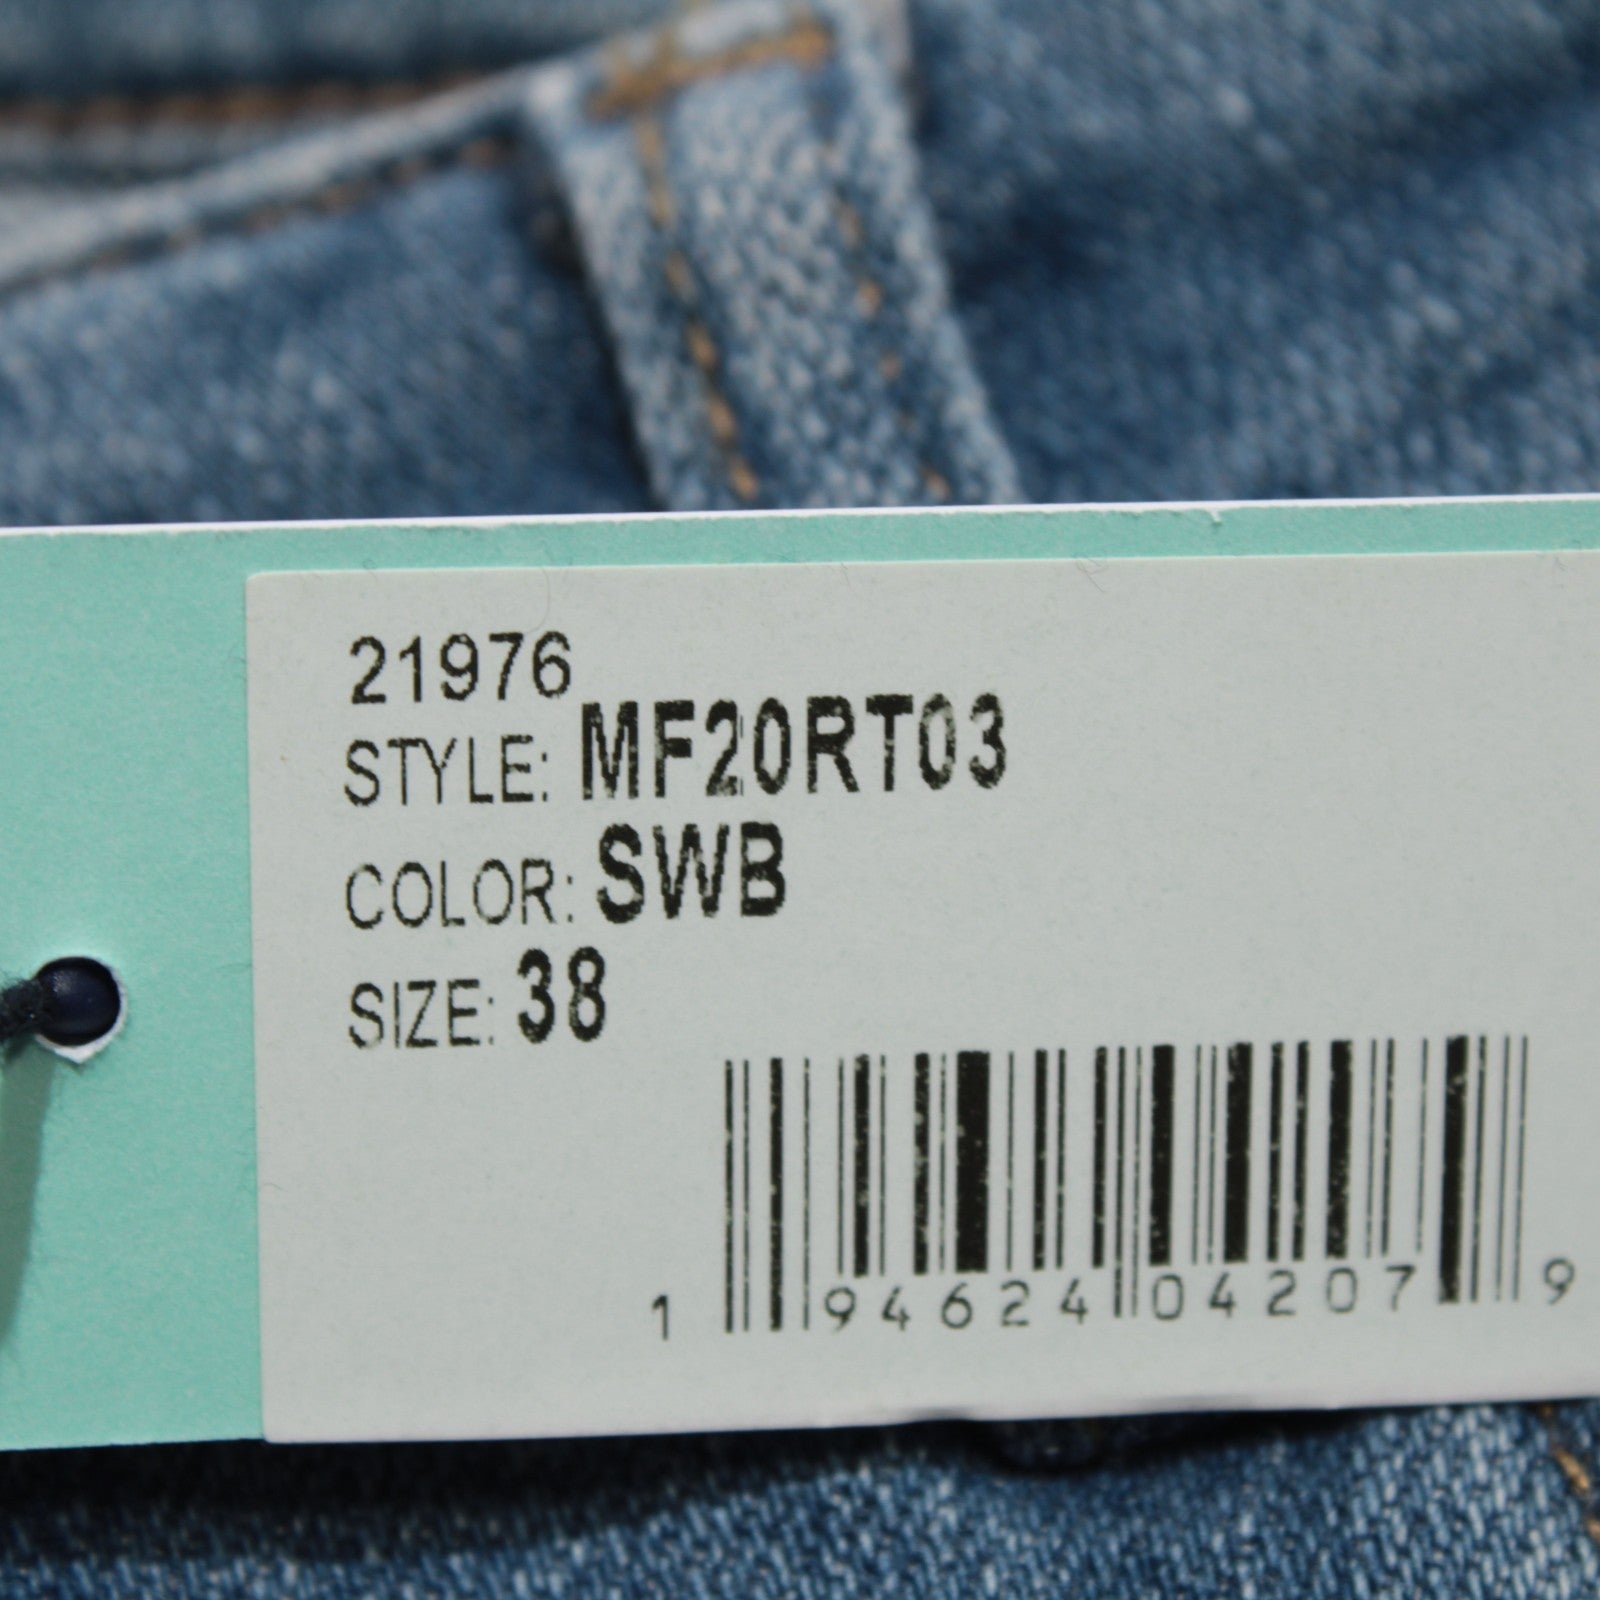 21976
STYLE: MF20RT03
COLOR: SWB
SIZE: 38
1 94624 04207 9